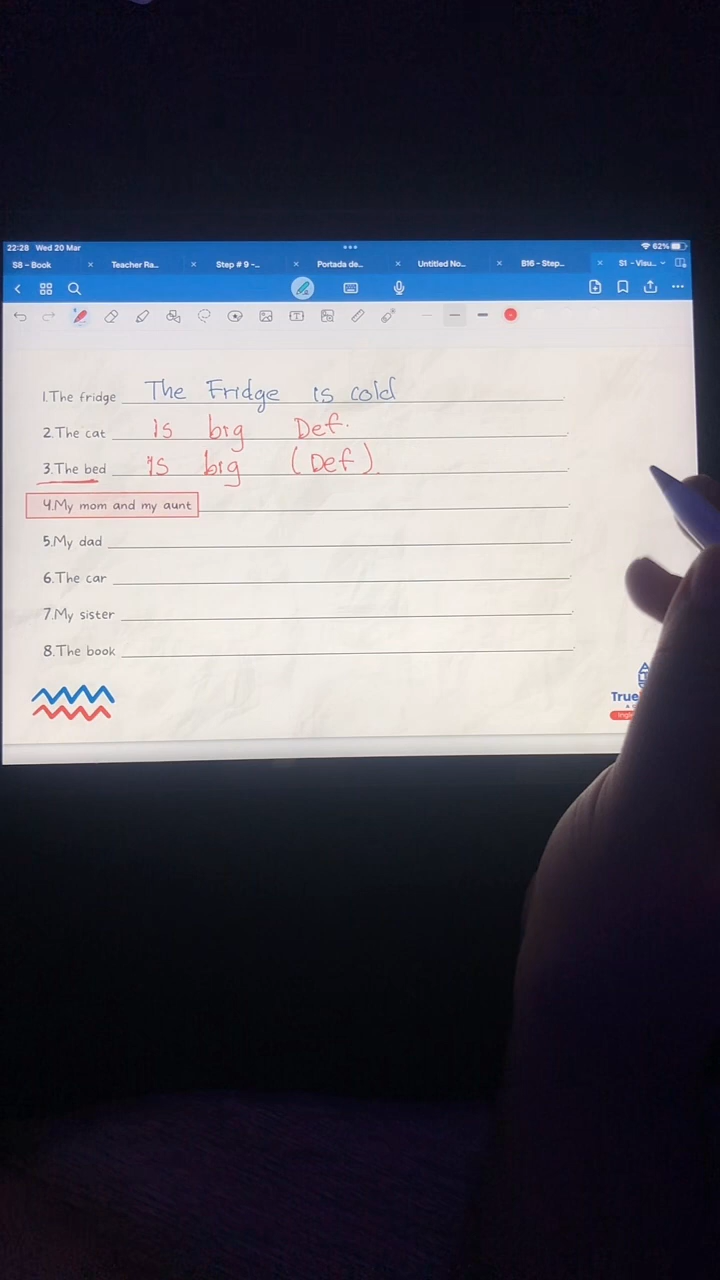 22:28 Wed 20 Mar
62%
S8 - Book
Teacher Ra...
Step # 9 -...
Portada de...
Untitled No...
B16 - Step...
S1 - Visu...
1.The fridge The Fridge is cold
2.The cat is big Def.
3.The bed is big (Def).
4.My mom and my aunt
5.My dad
6.The car
7.My sister
8.The book
True